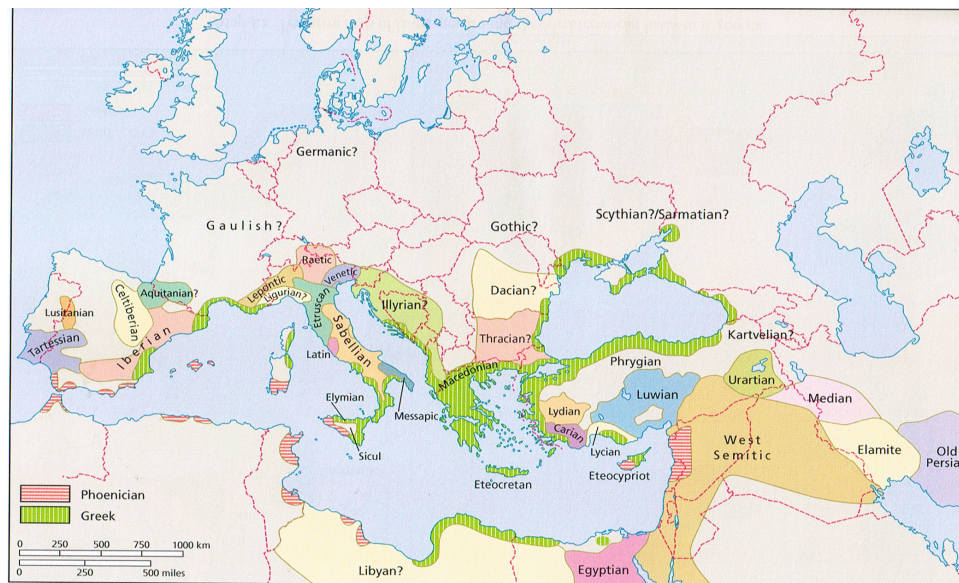 Germanic?
Gaulish?
Gothic?
Scythian?/Sarmatian?
Raetic
Lepontic
Venetic
Ligurian?
Aquitanian?
Celtiberian
Lusitanian
Tartessian
Iberian
Etruscan
Illyrian?
Dacian?
Sabellian
Latin
Thracian?
Kartvelian?
Macedonian
Phrygian
Urartian
Median
Luwian
Elymian
Messapic
Lydian
Carian
Lycian
West
Semitic
Elamite
Old
Persia
Sicul
Eteocretan
Eteocypriot
Phoenician
Greek
0 250 500 750 1000 km
0 250 500 miles
Libyan?
Egyptian